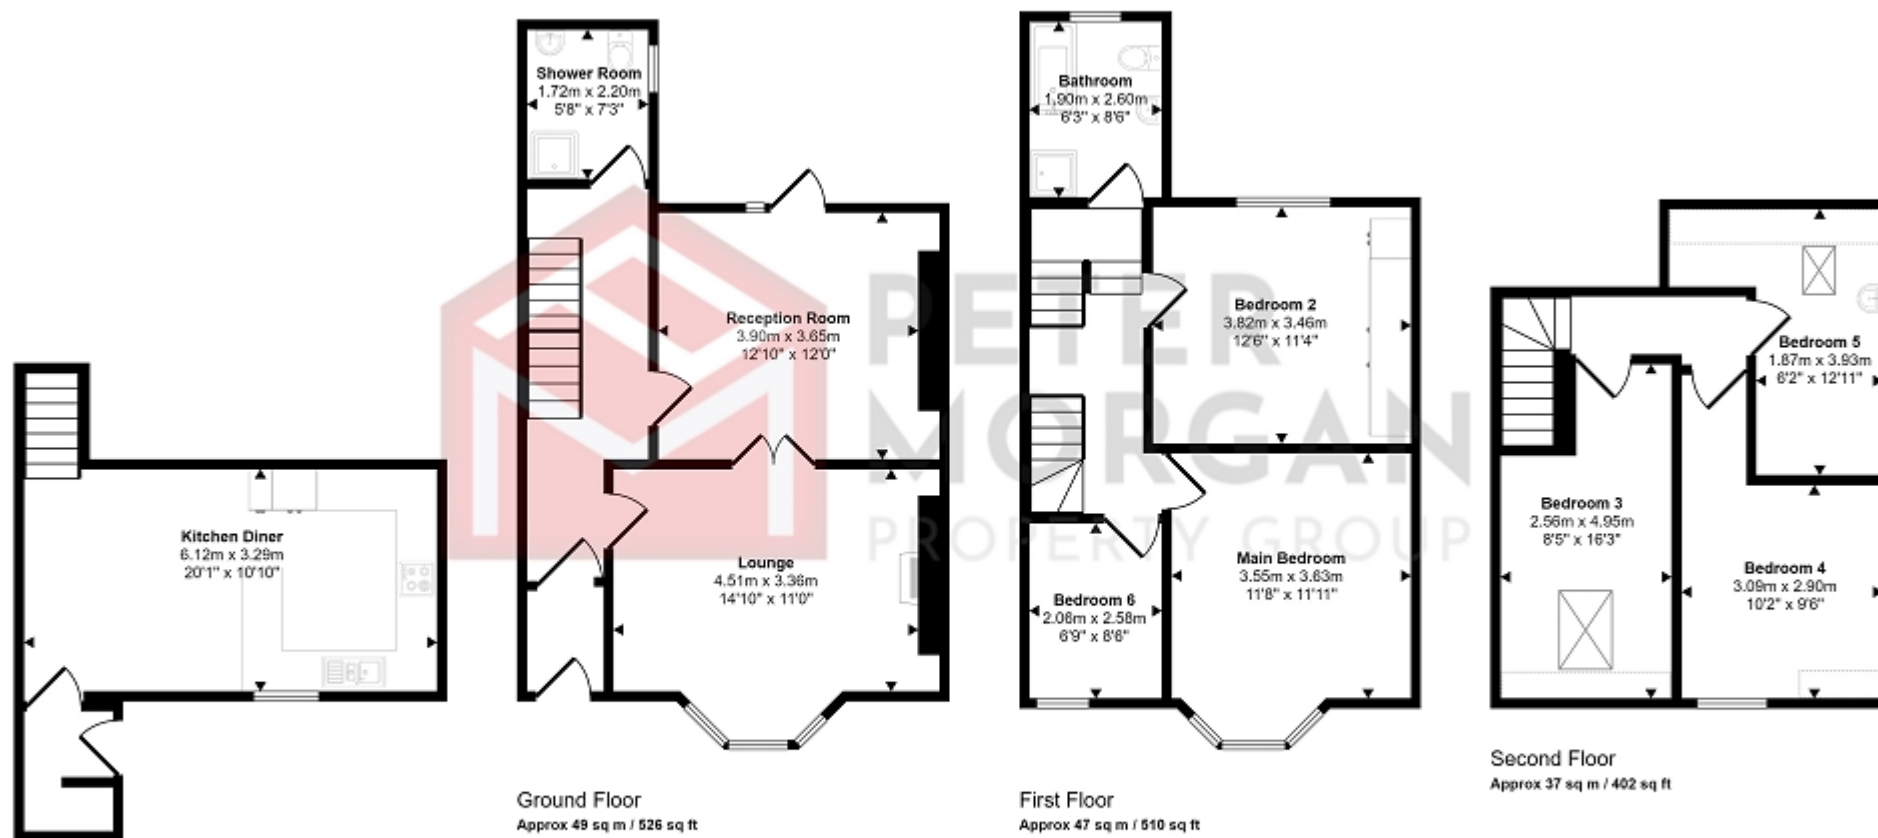 Kitchen Diner
6.12m x 3.29m
20'1" x 10'10"
Shower Room
1.72m x 2.20m
5'8" x 7'3"
Reception Room
3.90m x 3.65m
12'10" x 12'0"
Lounge
4.51m x 3.36m
14'10" x 11'0"
Ground Floor
Approx 49 sq m / 526 sq ft
Bathroom
1.90m x 2.60m
6'3" x 8'6"
Bedroom 2
3.82m x 3.46m
12'6" x 11'4"
Main Bedroom
3.55m x 3.63m
11'8" x 11'11"
Bedroom 6
2.06m x 2.58m
6'9" x 8'6"
First Floor
Approx 47 sq m / 510 sq ft
Bedroom 5
1.87m x 3.93m
6'2" x 12'11"
Bedroom 3
2.56m x 4.95m
8'5" x 16'3"
Bedroom 4
3.09m x 2.90m
10'2" x 9'6"
Second Floor
Approx 37 sq m / 402 sq ft
PETER
MORGAN
PROPERTY GROUP